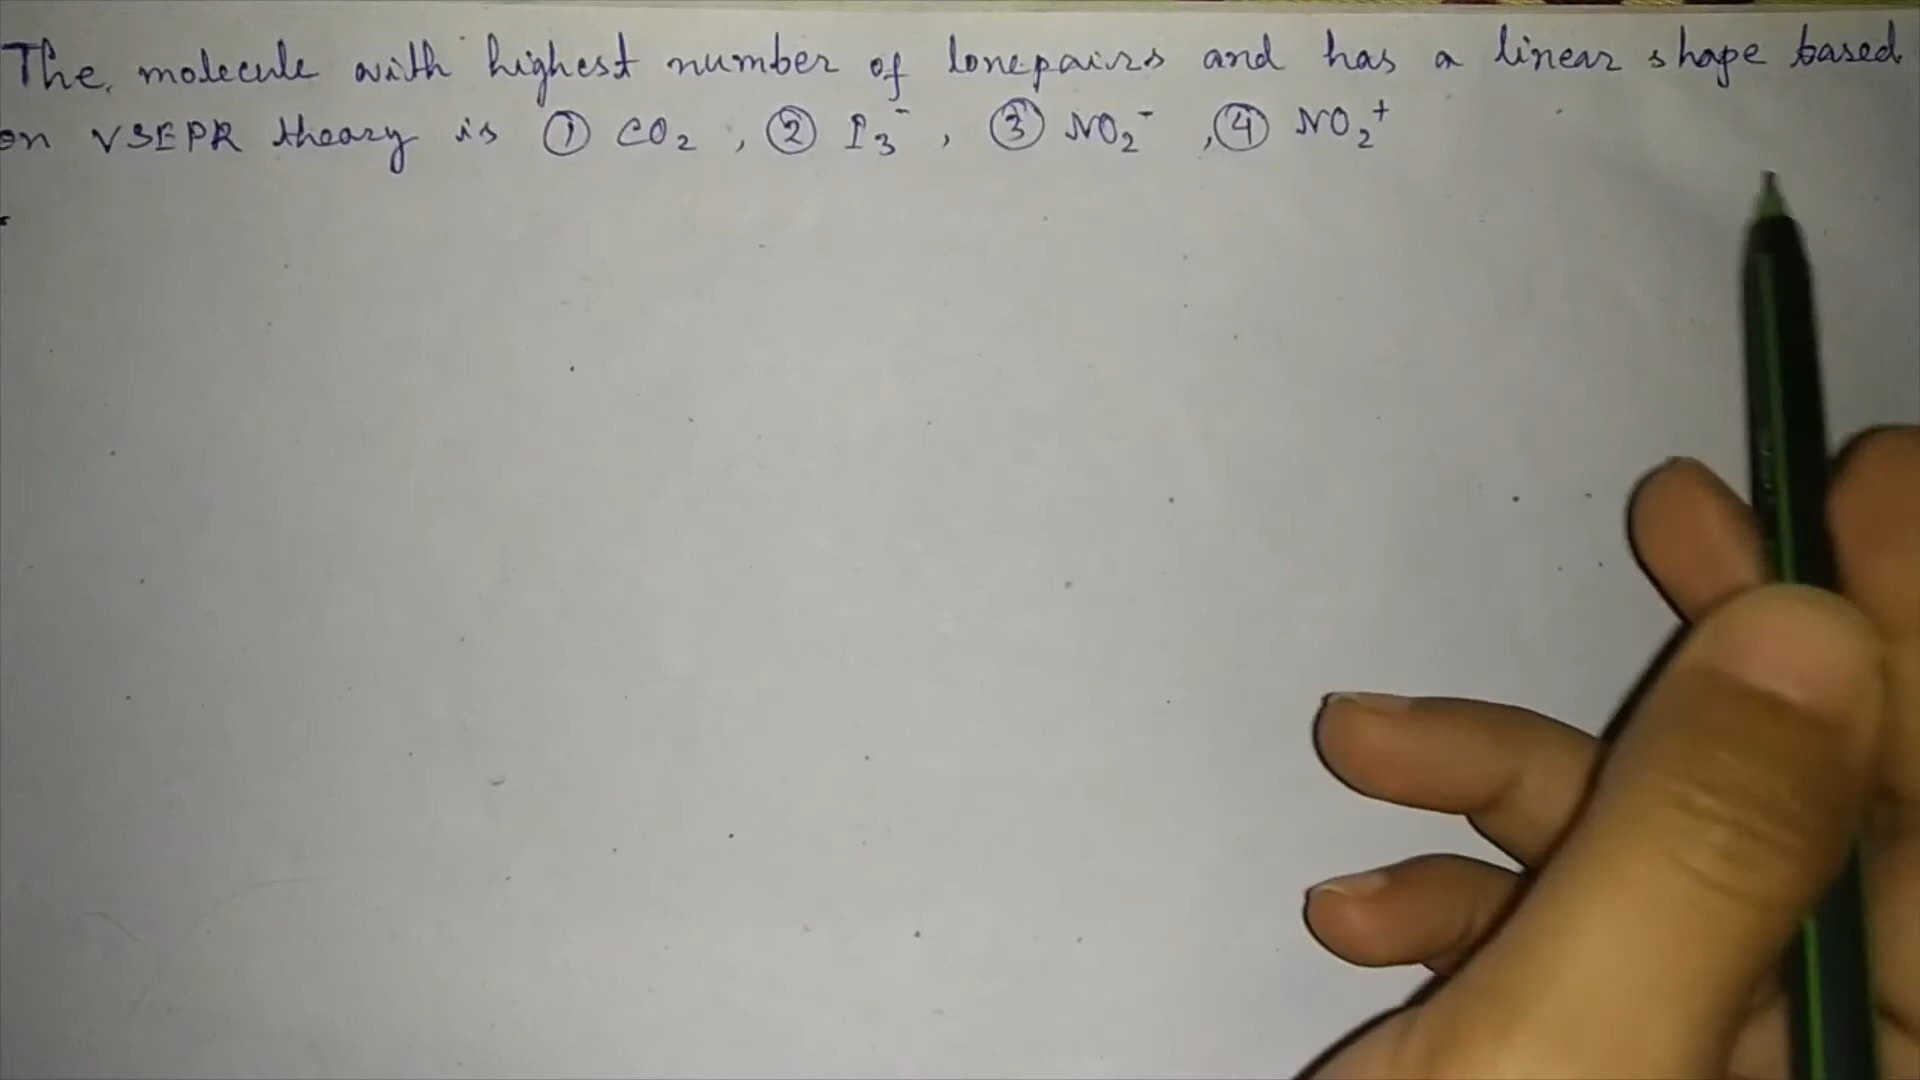 The molecule with highest number of lonepairs and has a linear shape based
on VSEPR theory is ① CO₂ , ② I₃⁻ , ③ NO₂⁻ , ④ NO₂⁺